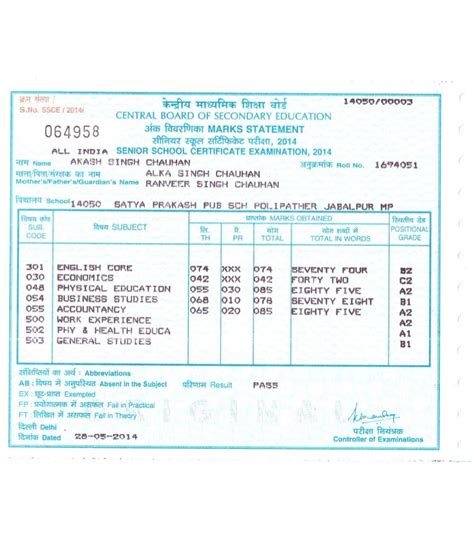 क्रम संख्या /
S.No. SSCE / 2014/
064958
14050/00003
केन्द्रीय माध्यमिक शिक्षा बोर्ड
CENTRAL BOARD OF SECONDARY EDUCATION
अंक विवरणिका MARKS STATEMENT
सीनियर स्कूल सर्टिफिकेट परीक्षा, 2014
ALL INDIA SENIOR SCHOOL CERTIFICATE EXAMINATION, 2014
नाम Name AKASH SINGH CHAUHAN अनुक्रमांक Roll No. 1694051
माता/पिता/संरक्षक का नाम ALKA SINGH CHAUHAN
Mother's/Father's/Guardian's Name RANVEER SINGH CHAUHAN
विद्यालय School 14050 SATYA PRAKASH PUB SCH POLIPATHER JABALPUR MP
विषय कोड SUB. CODE विषय SUBJECT प्राप्तांक MARKS OBTAINED POSITIONAL GRADE
लि. TH प्र. PR योग TOTAL योग शब्दों में TOTAL IN WORDS
301 ENGLISH CORE 074 XXX 074 SEVENTY FOUR B2
030 ECONOMICS 042 XXX 042 FORTY TWO C2
048 PHYSICAL EDUCATION 055 030 085 EIGHTY FIVE A2
054 BUSINESS STUDIES 068 010 078 SEVENTY EIGHT B1
055 ACCOUNTANCY 065 020 085 EIGHTY FIVE A2
500 WORK EXPERIENCE A2
502 PHY & HEALTH EDUCA A1
503 GENERAL STUDIES B1
संक्षिप्तियों का अर्थ : Abbreviations
AB : विषय में अनुपस्थित Absent in the Subject परिणाम Result PASS
EX : छूट-प्राप्त Exempted
FP : प्रयोगात्मक में असफल Fail in Practical
FT : लिखित में असफल Fail in Theory
दिल्ली Delhi
दिनांक Dated 28-05-2014
परीक्षा नियंत्रक
Controller of Examinations